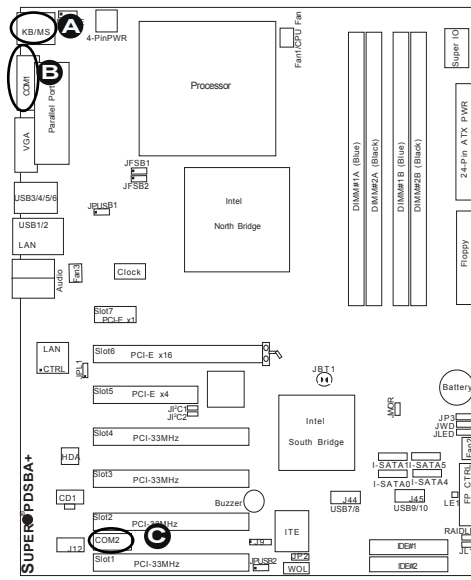 KB/MS
A
4-PinPWR
Fan1/CPU Fan
Super IO
B
COM1
Parallel Port
Processor
24-Pin ATX PWR
VGA
DIMM#1A (Blue)
DIMM#2A (Black)
DIMM#1B (Blue)
DIMM#2B (Black)
JFSB1
JFSB2
USB3/4/5/6
JPUSB1
Intel
North Bridge
USB1/2
LAN
Floppy
Audio
Fan3
Clock
Slot7
PCI-E x1
LAN
CTRL
JPL1
Slot6
PCI-E x16
JBT1
Battery
Slot5
PCI-E x4
JI²C1
JI²C2
JWOR
JP3
JWD
JLED
Intel
South Bridge
Fan2
Slot4
PCI-33MHz
HDA
I-SATA1
I-SATA5
I-SATA0
I-SATA4
FP CTRL
Slot3
PCI-33MHz
CD1
Buzzer
J44
USB7/8
J45
USB9/10
LE1
SUPER PDSBA+
Slot2
PCI-33MHz
COM2
C
J9
ITE
RAIDLED
J12
IDE#1
JL1
Slot1
PCI-33MHz
JPUSB2
JP2
WOL
IDE#2